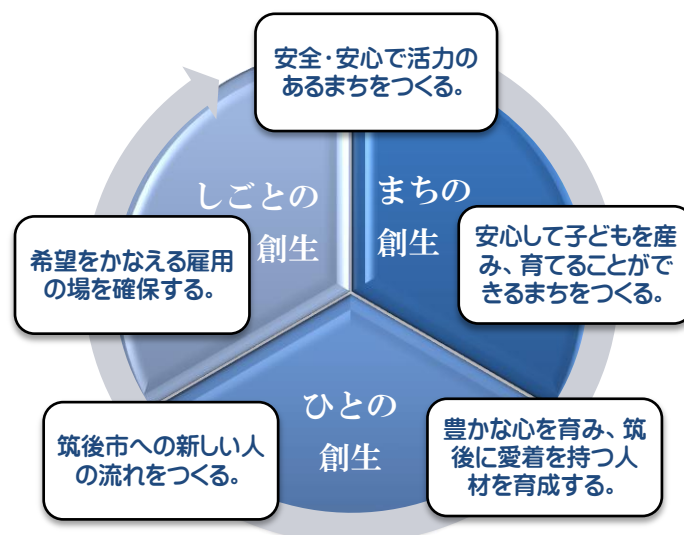 安全・安心で活力の
あるまちをつくる。
しごとの
創生
まちの
創生
希望をかなえる雇用
の場を確保する。
安心して子どもを産
み、育てることがで
きるまちをつくる。
ひとの
創生
筑後市への新しい人
の流れをつくる。
豊かな心を育み、筑
後に愛着を持つ人
材を育成する。